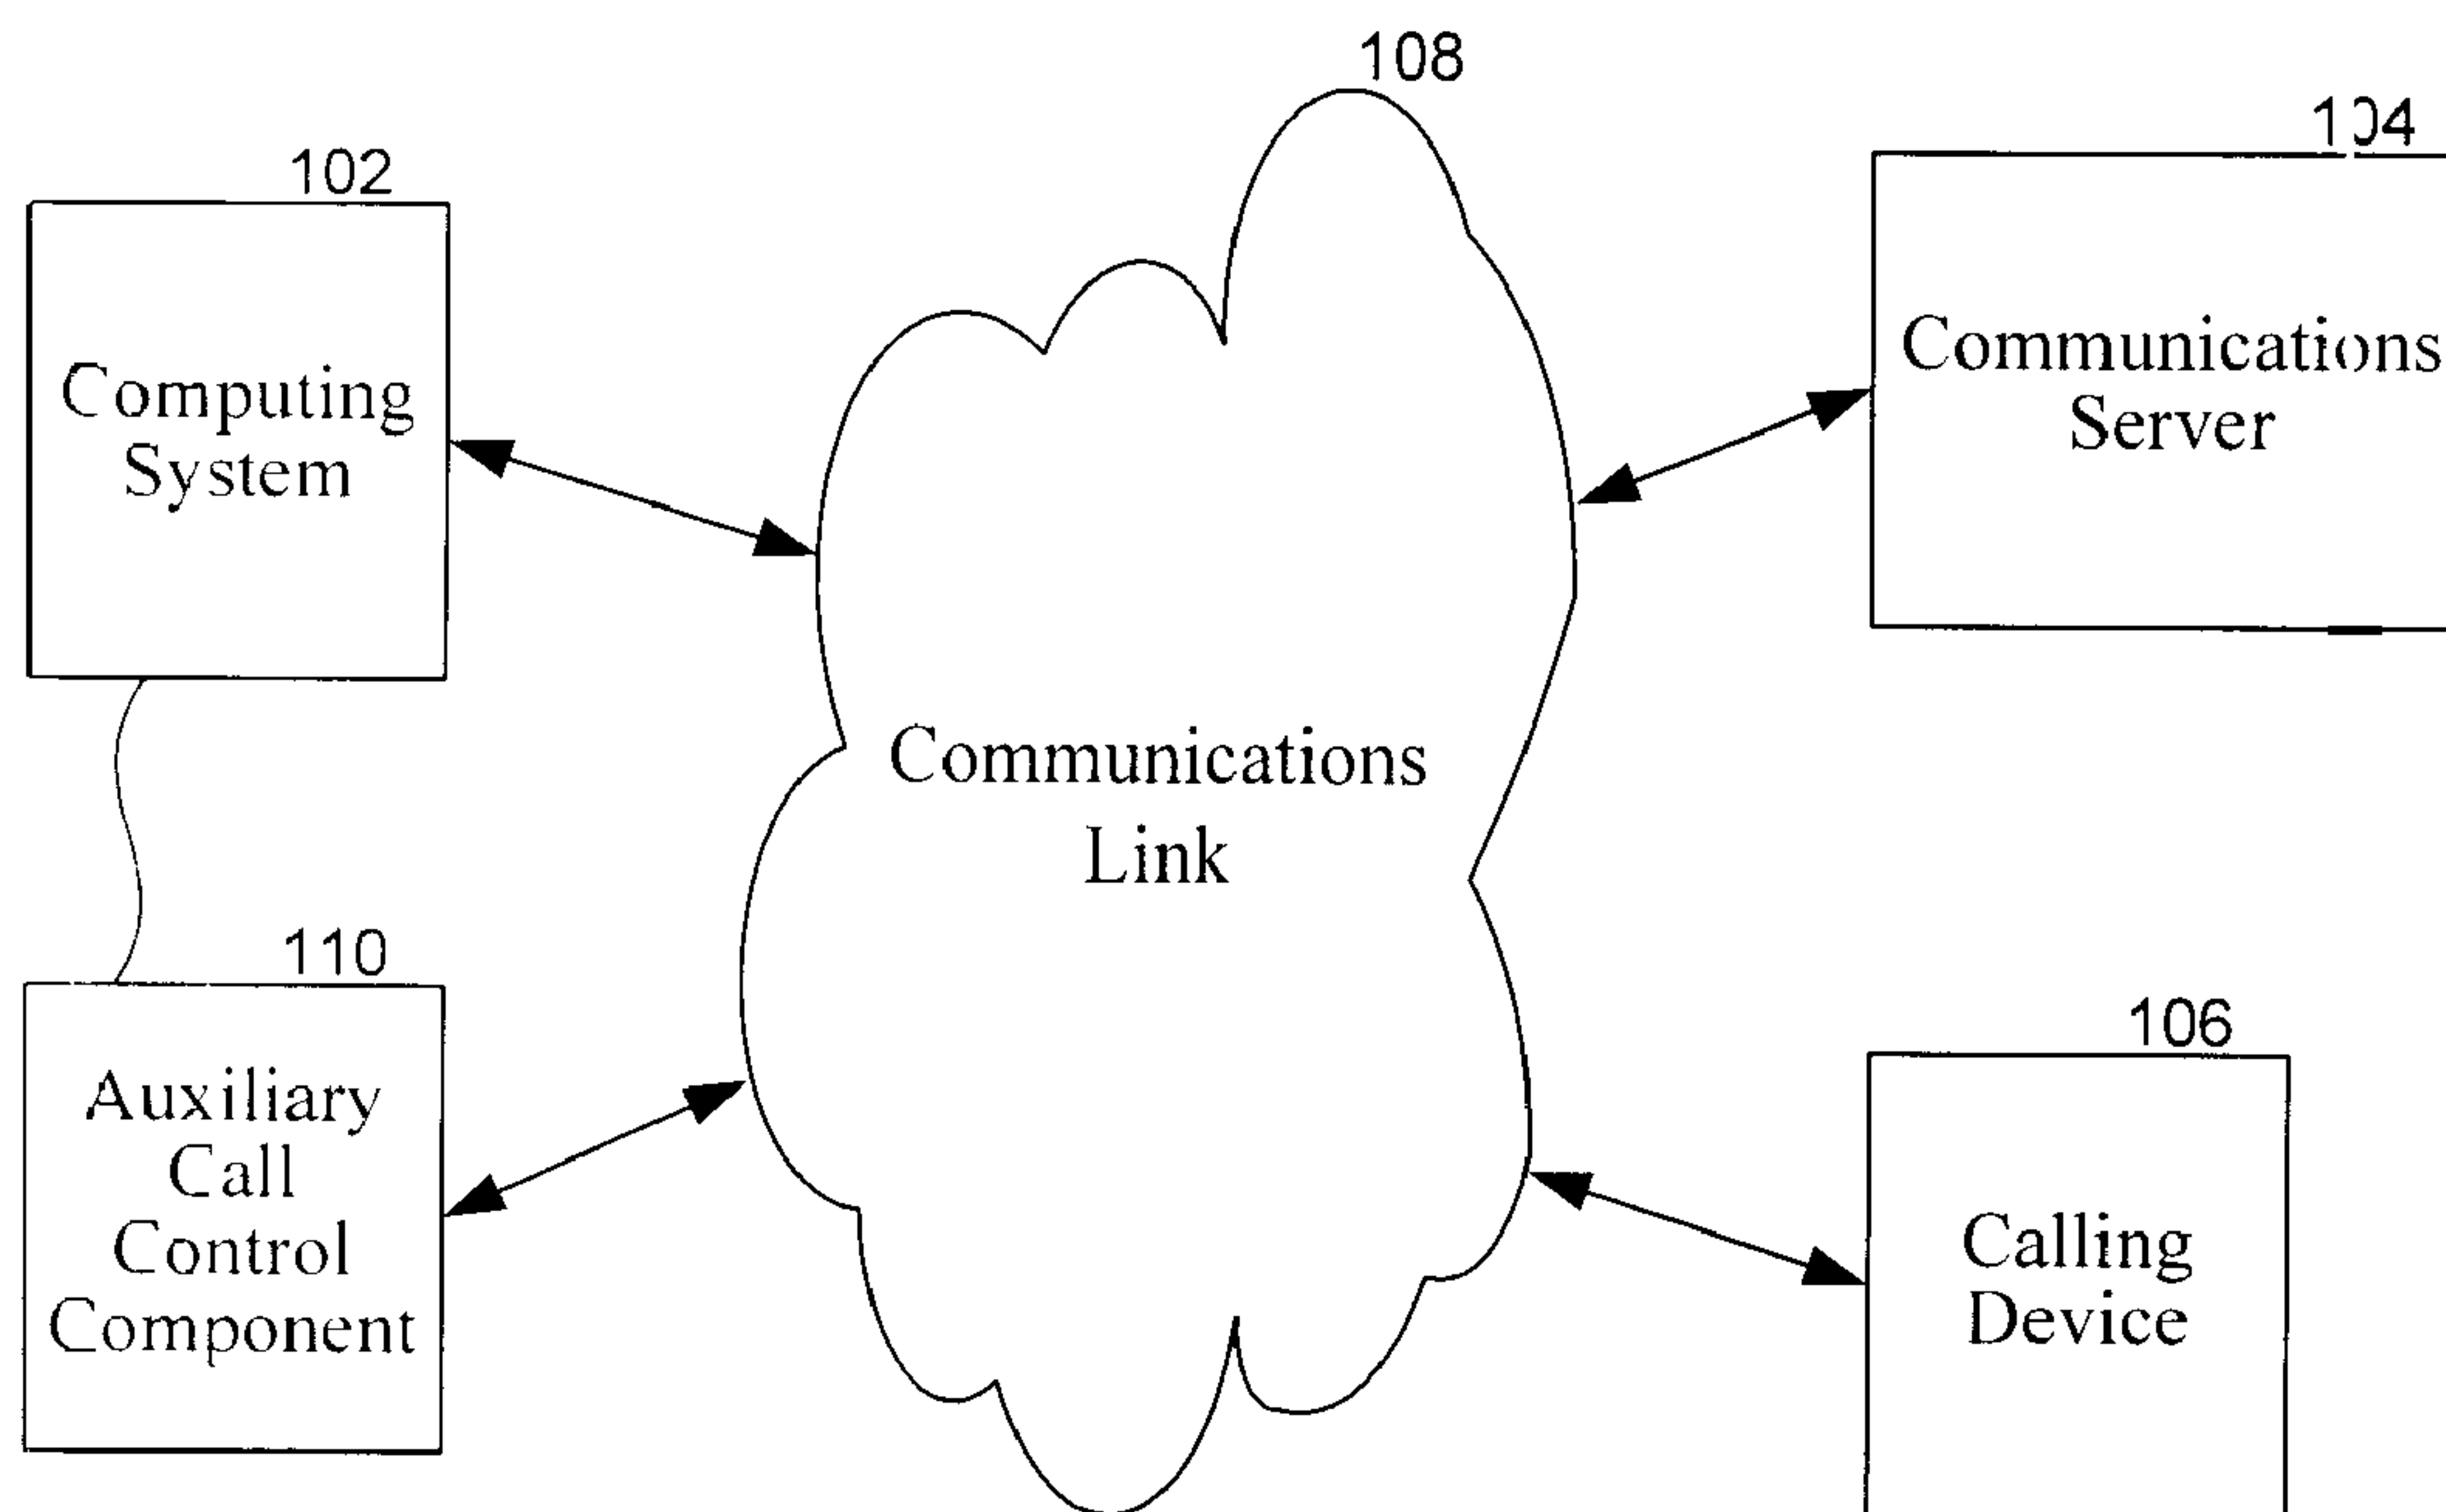 108
104
102
Communications
Server
Computing
System
Communications
Link
110
106
Auxiliary
Call
Control
Component
Calling
Device